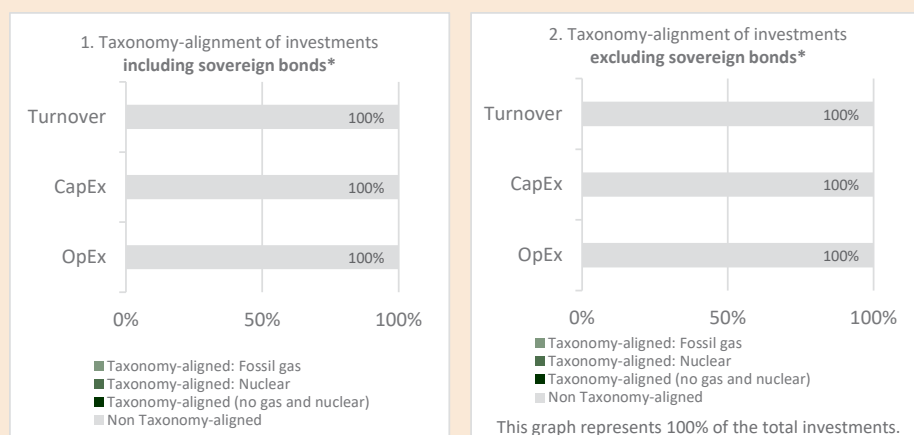 1. Taxonomy-alignment of investments
including sovereign bonds*
Turnover
100%
CapEx
100%
OpEx
100%
0%
50%
100%
Taxonomy-aligned: Fossil gas
Taxonomy-aligned: Nuclear
Taxonomy-aligned (no gas and nuclear)
Non Taxonomy-aligned
2. Taxonomy-alignment of investments
excluding sovereign bonds*
Turnover
100%
CapEx
100%
OpEx
100%
0%
50%
100%
Taxonomy-aligned: Fossil gas
Taxonomy-aligned: Nuclear
Taxonomy-aligned (no gas and nuclear)
Non Taxonomy-aligned
This graph represents 100% of the total investments.